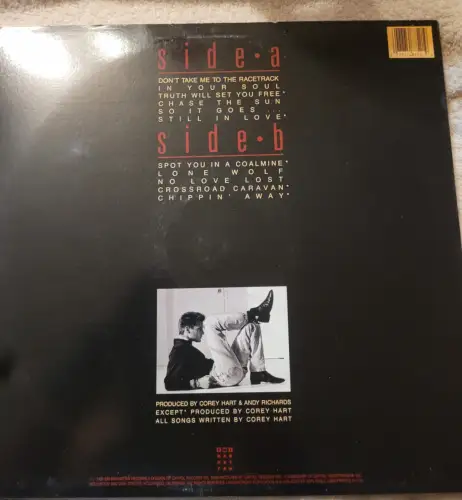 side·a
DON'T TAKE ME TO THE RACETRACK
IN YOUR SOUL
TRUTH WILL SET YOU FREE*
CHASE THE SUN
SO IT GOES ...
STILL IN LOVE*
side·b
SPOT YOU IN A COALMINE*
LONE WOLF
NO LOVE LOST
CROSSROAD CARAVAN*
CHIPPIN' AWAY*
PRODUCED BY COREY HART & ANDY RICHARDS
EXCEPT* PRODUCED BY COREY HART
ALL SONGS WRITTEN BY COREY HART